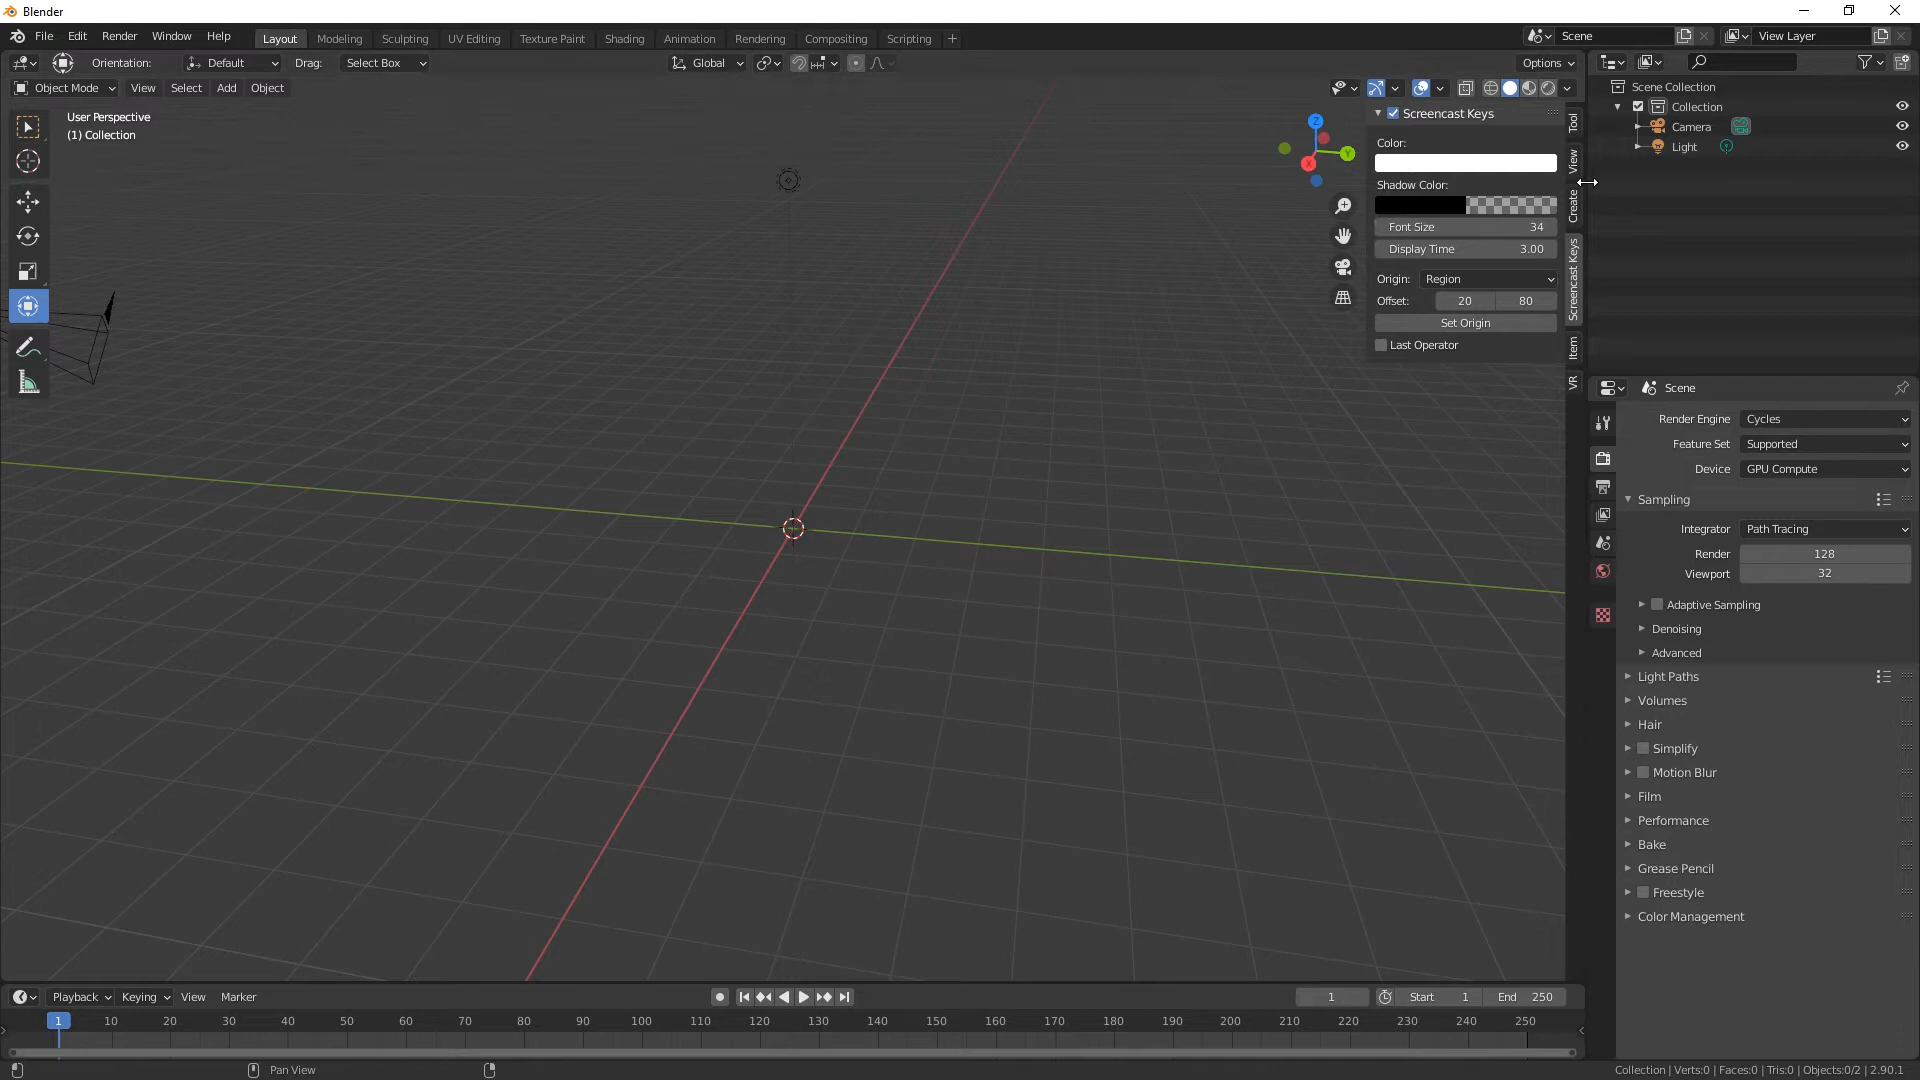 Blender
File Edit Render Window Help Layout Modeling Sculpting UV Editing Texture Paint Shading Animation Rendering Compositing Scripting + Scene View Layer
Orientation: Default Drag: Select Box Global Options
Object Mode View Select Add Object
User Perspective
(1) Collection
Z
Y
X
Screencast Keys
Color:
Shadow Color:
Font Size 34
Display Time 3.00
Origin: Region
Offset: 20 80
Set Origin
Last Operator
Tool
View
Create
Screencast Keys
Item
VR
Scene Collection
Collection
Camera
Light
Scene
Render Engine Cycles
Feature Set Supported
Device GPU Compute
Sampling
Integrator Path Tracing
Render 128
Viewport 32
Adaptive Sampling
Denoising
Advanced
Light Paths
Volumes
Hair
Simplify
Motion Blur
Film
Performance
Bake
Grease Pencil
Freestyle
Color Management
Playback Keying View Marker 1 Start 1 End 250
1 10 20 30 40 50 60 70 80 90 100 110 120 130 140 150 160 170 180 190 200 210 220 230 240 250
Pan View Collection | Verts:0 | Faces:0 | Tris:0 | Objects:0/2 | 2.90.1